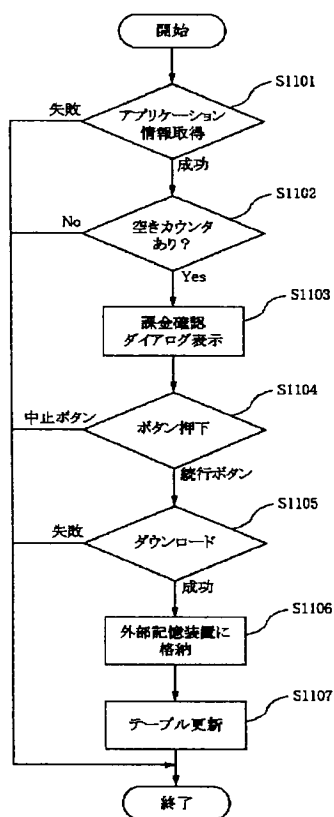 開始
S1101
失敗
アプリケーション
情報取得
成功
S1102
No
空きカウンタ
あり?
Yes
S1103
課金確認
ダイアログ表示
S1104
中止ボタン
ボタン押下
続行ボタン
S1105
失敗
ダウンロード
成功
S1106
外部記憶装置に
格納
S1107
テーブル更新
終了